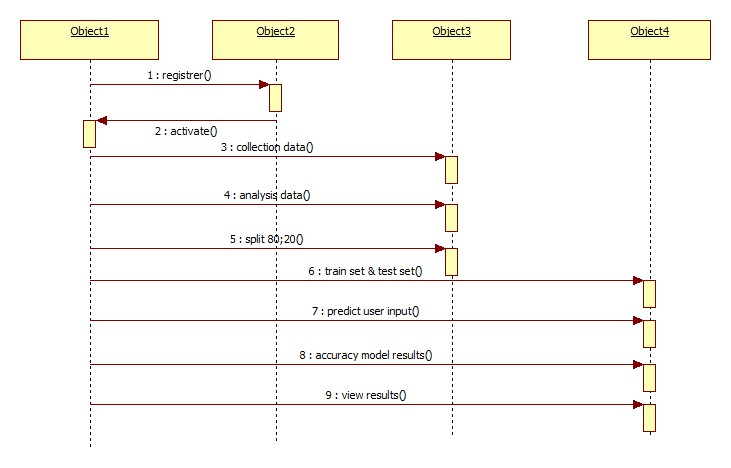 Object1
Object2
Object3
Object4
1 : registrer()
2 : activate()
3 : collection data()
4 : analysis data()
5 : split 80;20()
6 : train set & test set()
7 : predict user input()
8 : accuracy model results()
9 : view results()